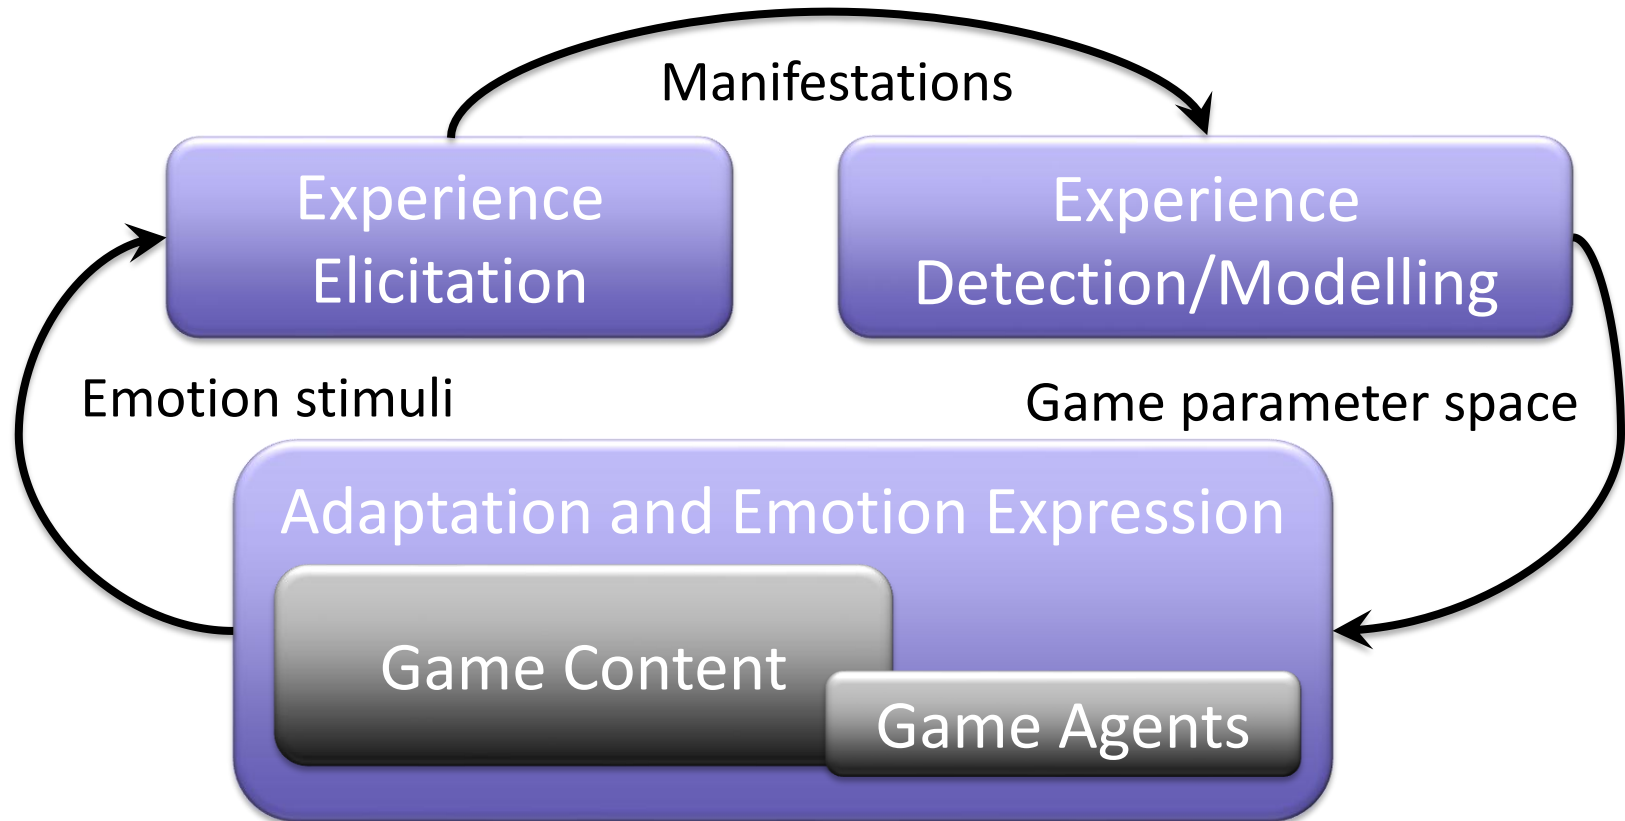 Manifestations
Experience
Elicitation
Experience
Detection/Modelling
Emotion stimuli
Game parameter space
Adaptation and Emotion Expression
Game Content
Game Agents